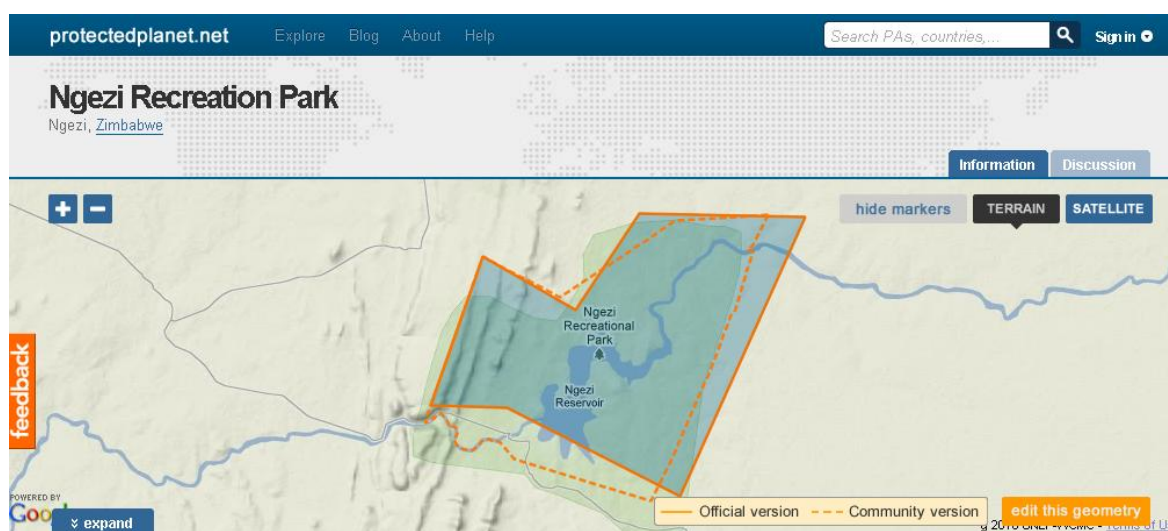 protectedplanet.net Explore Blog About Help Search PAs, countries,... Sign in
Ngezi Recreation Park
Ngezi, Zimbabwe
Information Discussion
+ − hide markers TERRAIN SATELLITE
Ngezi
Recreational
Park
Ngezi
Reservoir
feedback
POWERED BY
expand
Official version Community version
edit this geometry